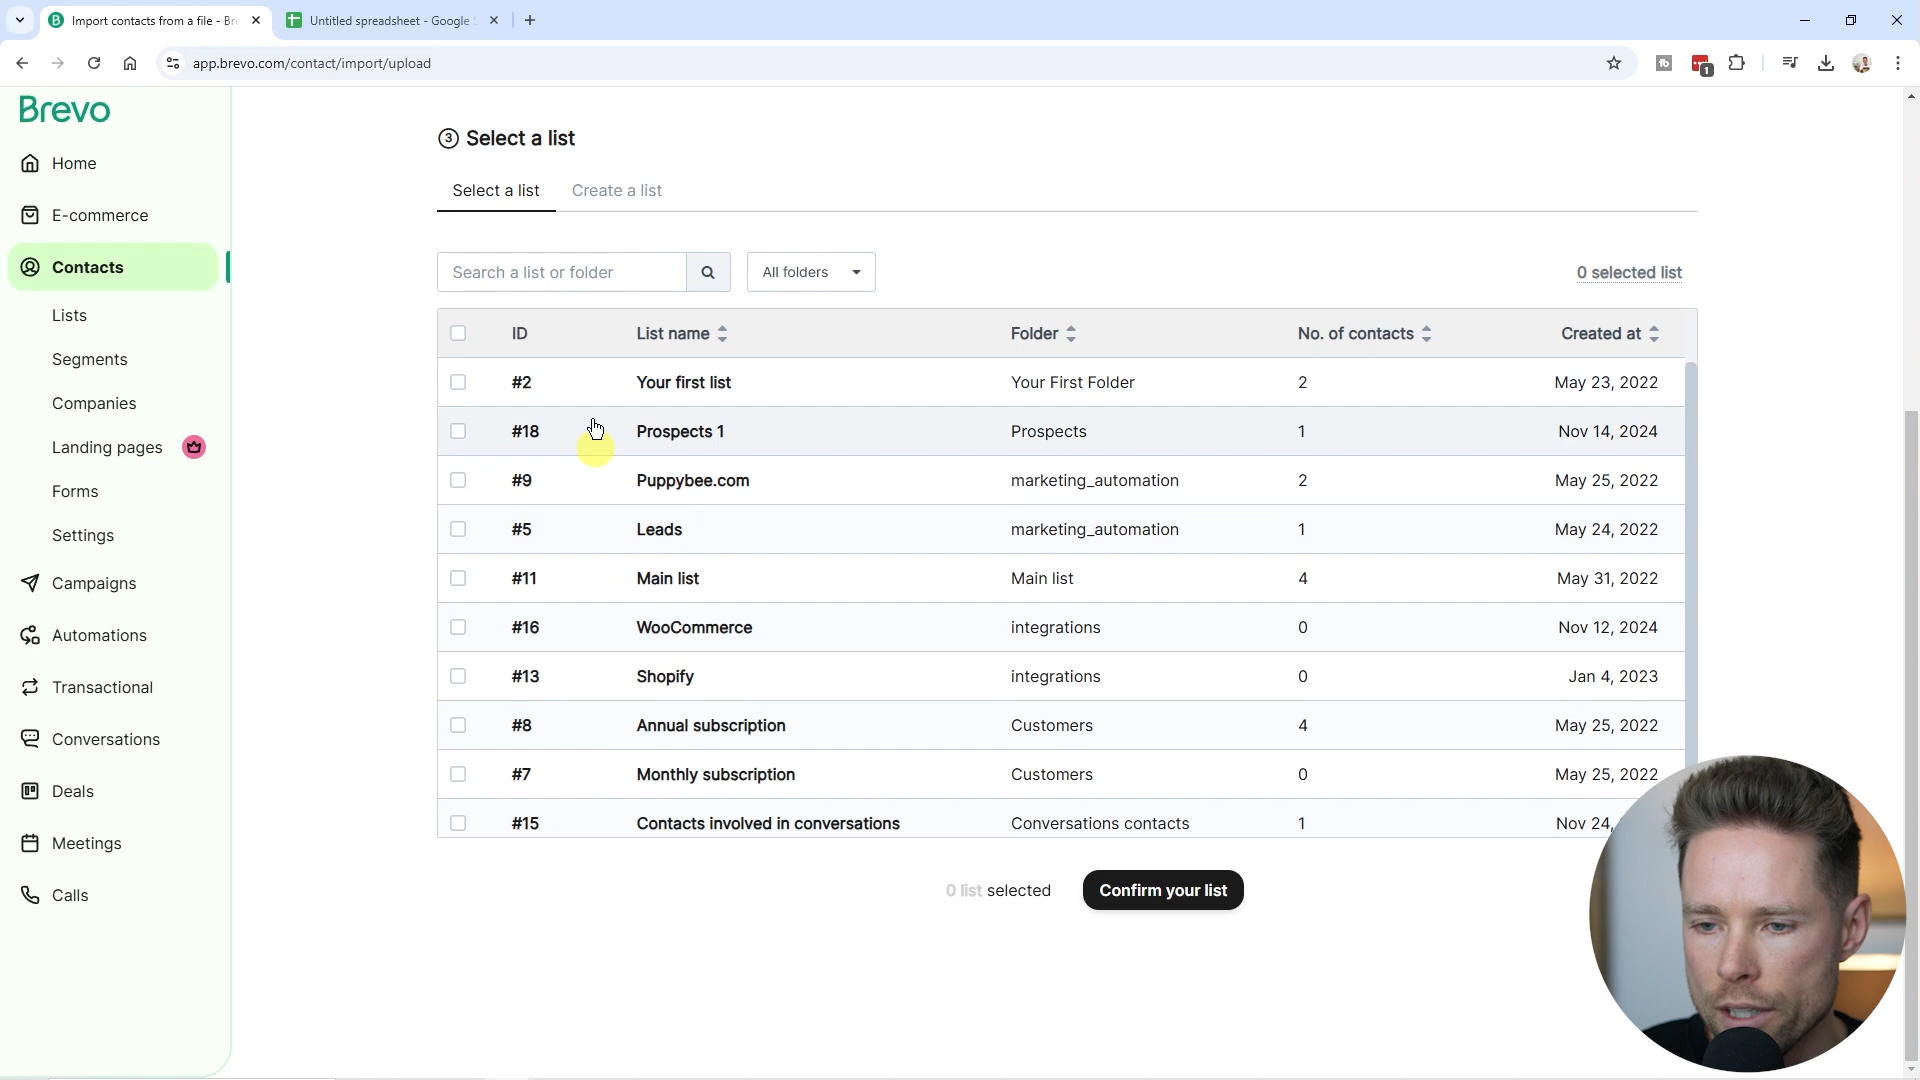 Import contacts from a file - Br
Untitled spreadsheet - Google
app.brevo.com/contact/import/upload
1
Brevo
Home
E-commerce
Contacts
Lists
Segments
Companies
Landing pages
Forms
Settings
Campaigns
Automations
Transactional
Conversations
Deals
Meetings
Calls
3 Select a list
Select a list Create a list
Search a list or folder All folders 0 selected list
ID List name Folder No. of contacts Created at
#2 Your first list Your First Folder 2 May 23, 2022
#18 Prospects 1 Prospects 1 Nov 14, 2024
#9 Puppybee.com marketing_automation 2 May 25, 2022
#5 Leads marketing_automation 1 May 24, 2022
#11 Main list Main list 4 May 31, 2022
#16 WooCommerce integrations 0 Nov 12, 2024
#13 Shopify integrations 0 Jan 4, 2023
#8 Annual subscription Customers 4 May 25, 2022
#7 Monthly subscription Customers 0 May 25, 2022
#15 Contacts involved in conversations Conversations contacts 1 Nov 24,
0 list selected Confirm your list